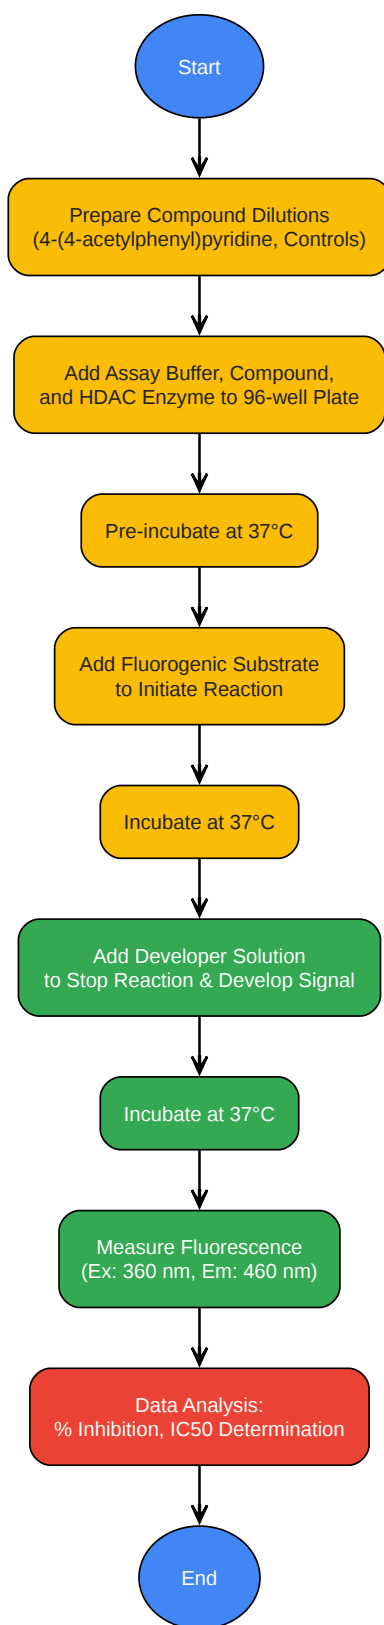 Start
Prepare Compound Dilutions
(4-(4-acetylphenyl)pyridine, Controls)
Add Assay Buffer, Compound,
and HDAC Enzyme to 96-well Plate
Pre-incubate at 37°C
Add Fluorogenic Substrate
to Initiate Reaction
Incubate at 37°C
Add Developer Solution
to Stop Reaction & Develop Signal
Incubate at 37°C
Measure Fluorescence
(Ex: 360 nm, Em: 460 nm)
Data Analysis:
% Inhibition, IC50 Determination
End